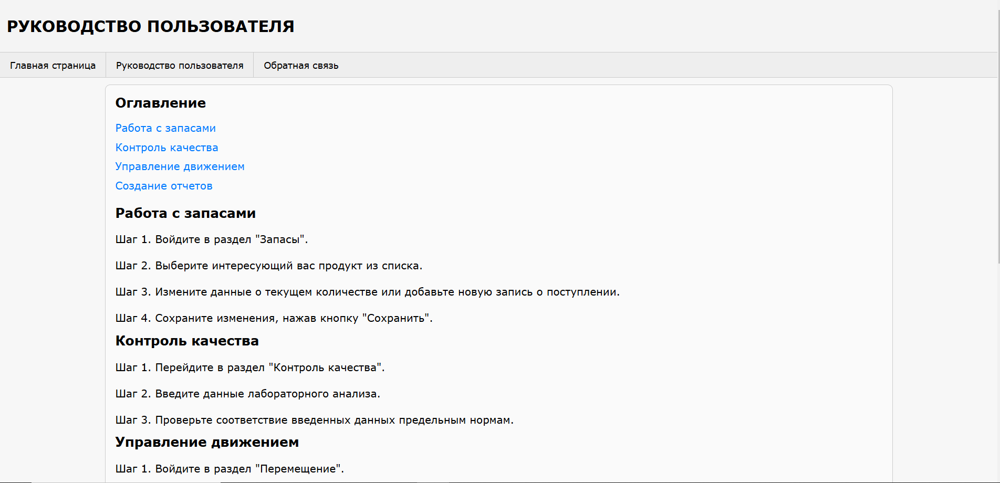 РУКОВОДСТВО ПОЛЬЗОВАТЕЛЯ
Главная страница
Руководство пользователя
Обратная связь
Оглавление
Работа с запасами
Контроль качества
Управление движением
Создание отчетов
Работа с запасами
Шаг 1. Войдите в раздел "Запасы".
Шаг 2. Выберите интересующий вас продукт из списка.
Шаг 3. Измените данные о текущем количестве или добавьте новую запись о поступлении.
Шаг 4. Сохраните изменения, нажав кнопку "Сохранить".
Контроль качества
Шаг 1. Перейдите в раздел "Контроль качества".
Шаг 2. Введите данные лабораторного анализа.
Шаг 3. Проверьте соответствие введенных данных предельным нормам.
Управление движением
Шаг 1. Войдите в раздел "Перемещение".